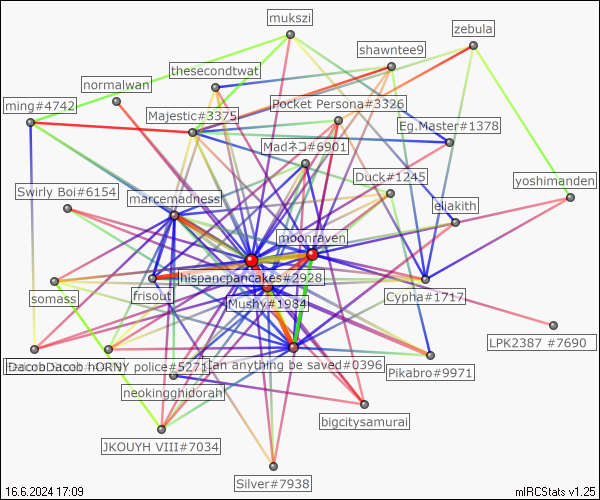 mukszi
zebula
shawntee9
thesecondtwat
normalwan
ming#4742
Pocket Persona#3326
Majestic#3375
Eg.Master#1378
Madネコ#6901
Duck#1245
yoshimanden
Swirly Boi#6154
marcemadness
eliakith
moonraven
hispancpancakes#2928
somass
frisout
Mushy#1984
Cypha#1717
LPK2387 #7690
police#5271
Can anything be saved#0396
Pikabro#9971
neokingghidorah
bigcitysamurai
JKOUYH VIII#7034
Silver#7938
16.6.2024 17:09
mIRCStats v1.25